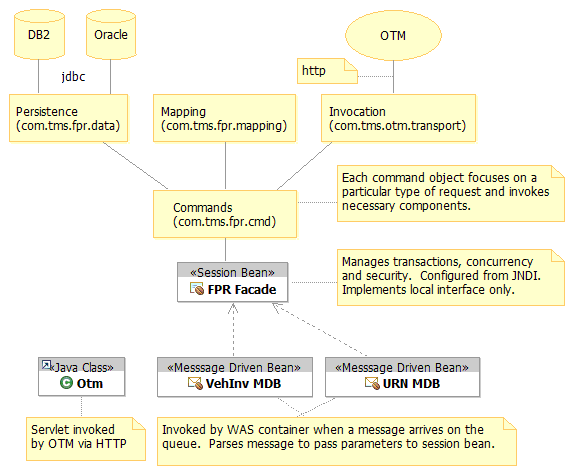 DB2
Oracle
OTM
jdbc
http
Persistence
(com.tms.fpr.data)
Mapping
(com.tms.fpr.mapping)
Invocation
(com.tms.otm.transport)
Each command object focuses on a
particular type of request and invokes
necessary components.
Commands
(com.tms.fpr.cmd)
«Session Bean»
FPR Facade
Manages transactions, concurrency
and security.  Configured from JNDI.
Implements local interface only.
«Java Class»
Otm
«Messsage Driven Bean»
VehInv MDB
«Messsage Driven Bean»
URN MDB
Servlet invoked
by OTM via HTTP
Invoked by WAS container when a message arrives on the
queue.  Parses message to pass parameters to session bean.